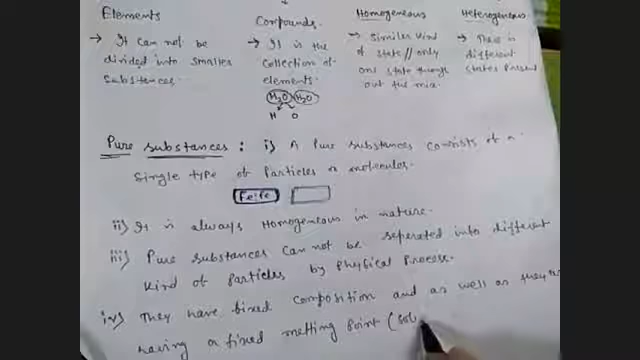 Elements
Compounds.
Homogeneous
Heterogeneous
→ It can not be
divided into smaller
substances.
→ It is the
collection of
elements.
H₂O H₂O
H O
→ Similer kind
of state // only
one state through
out the mix.
→ There is
different
states present
Pure substances : i) A Pure substances consists of a
single type of Particles or molecules.
Fe:Fe
ii) It is always Homogeneous in nature.
iii) Pure substances can not be seperated into different
kind of Particles by Physical Process.
iv) They have fixed composition and as well as they
having a fixed melting Point (sol